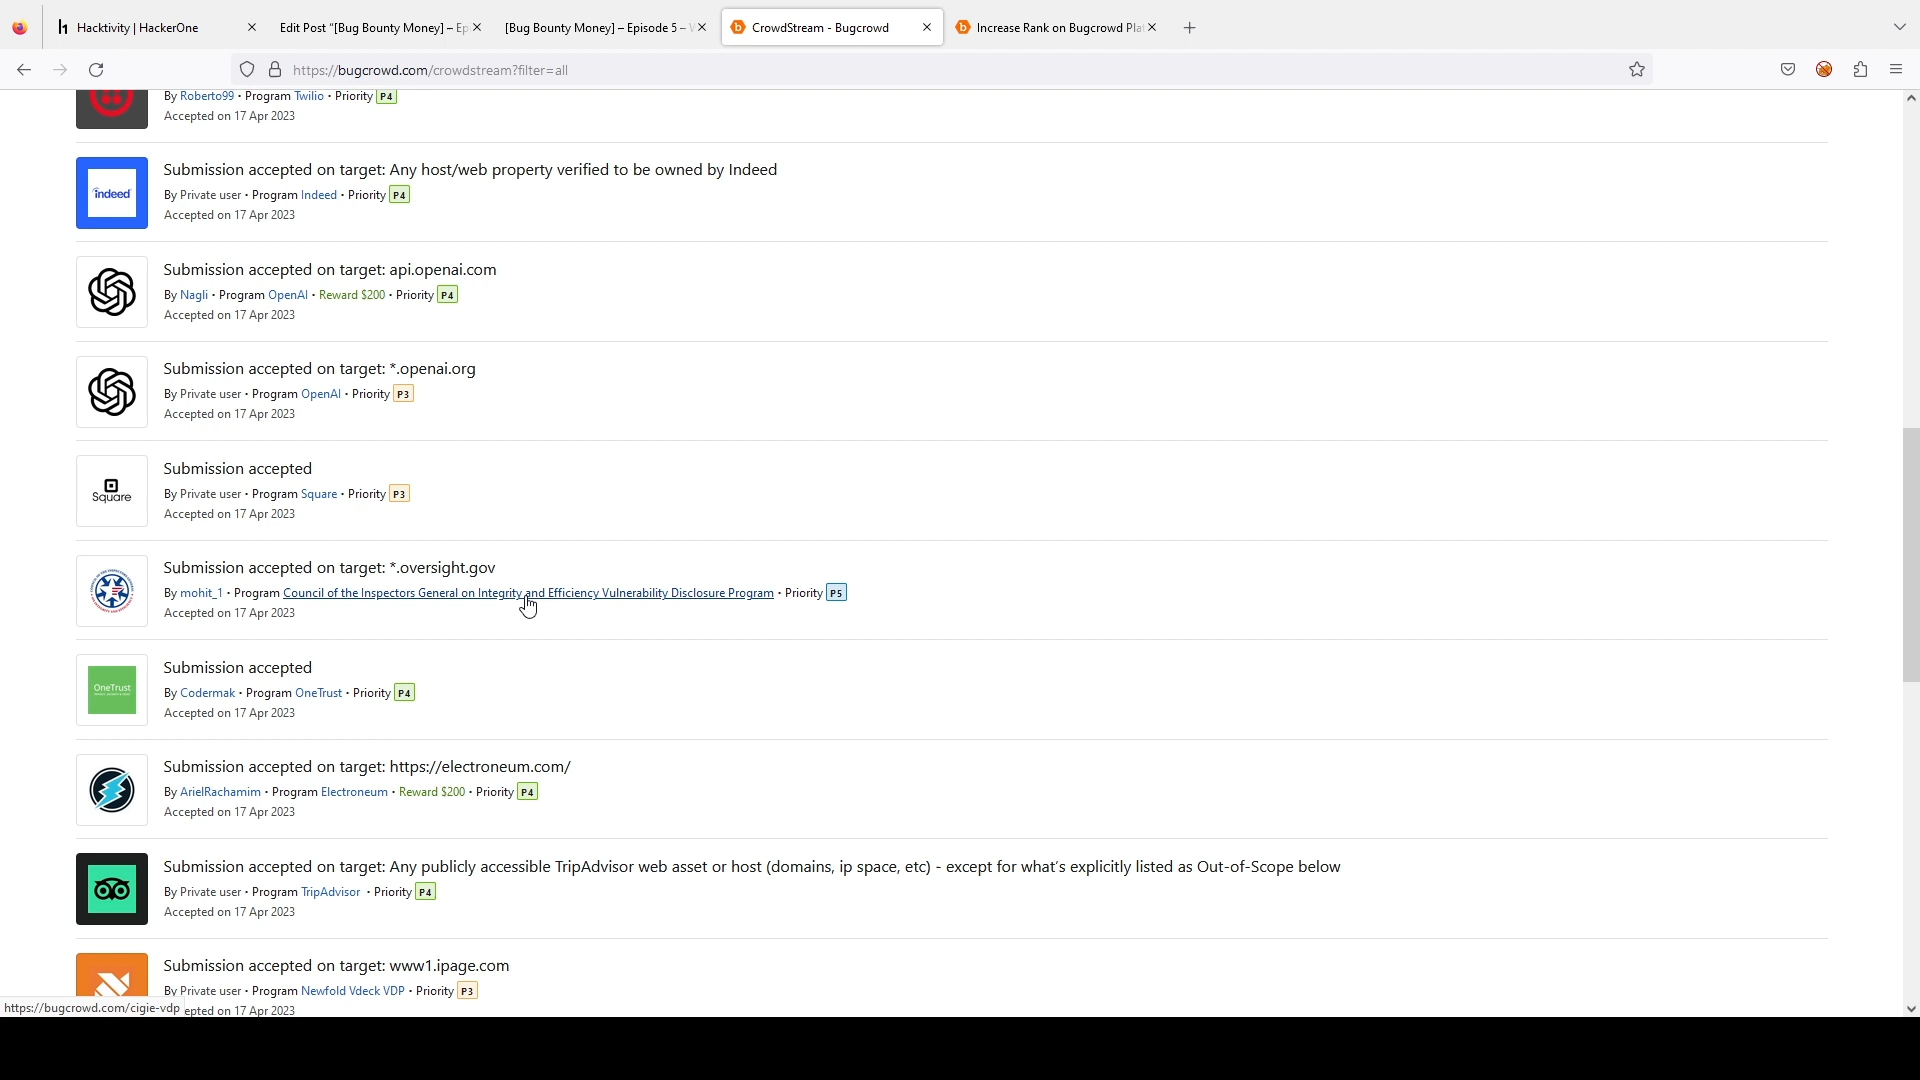 Hacktivity | HackerOne
Edit Post “[Bug Bounty Money] – Ep
[Bug Bounty Money] – Episode 5 –
CrowdStream - Bugcrowd
Increase Rank on Bugcrowd Pla
https://bugcrowd.com/crowdstream?filter=all
By Roberto99 • Program Twilio • Priority P4
Accepted on 17 Apr 2023
indeed
Submission accepted on target: Any host/web property verified to be owned by Indeed
By Private user • Program Indeed • Priority P4
Accepted on 17 Apr 2023
Submission accepted on target: api.openai.com
By Nagli • Program OpenAI • Reward $200 • Priority P4
Accepted on 17 Apr 2023
Submission accepted on target: *.openai.org
By Private user • Program OpenAI • Priority P3
Accepted on 17 Apr 2023
Square
Submission accepted
By Private user • Program Square • Priority P3
Accepted on 17 Apr 2023
Submission accepted on target: *.oversight.gov
By mohit_1 • Program Council of the Inspectors General on Integrity and Efficiency Vulnerability Disclosure Program • Priority P5
Accepted on 17 Apr 2023
OneTrust
Submission accepted
By Codermak • Program OneTrust • Priority P4
Accepted on 17 Apr 2023
Submission accepted on target: https://electroneum.com/
By ArielRachamim • Program Electroneum • Reward $200 • Priority P4
Accepted on 17 Apr 2023
Submission accepted on target: Any publicly accessible TripAdvisor web asset or host (domains, ip space, etc) - except for what’s explicitly listed as Out-of-Scope below
By Private user • Program TripAdvisor • Priority P4
Accepted on 17 Apr 2023
Submission accepted on target: www1.ipage.com
By Private user • Program Newfold Vdeck VDP • Priority P3
https://bugcrowd.com/cigie-vdp
epted on 17 Apr 2023